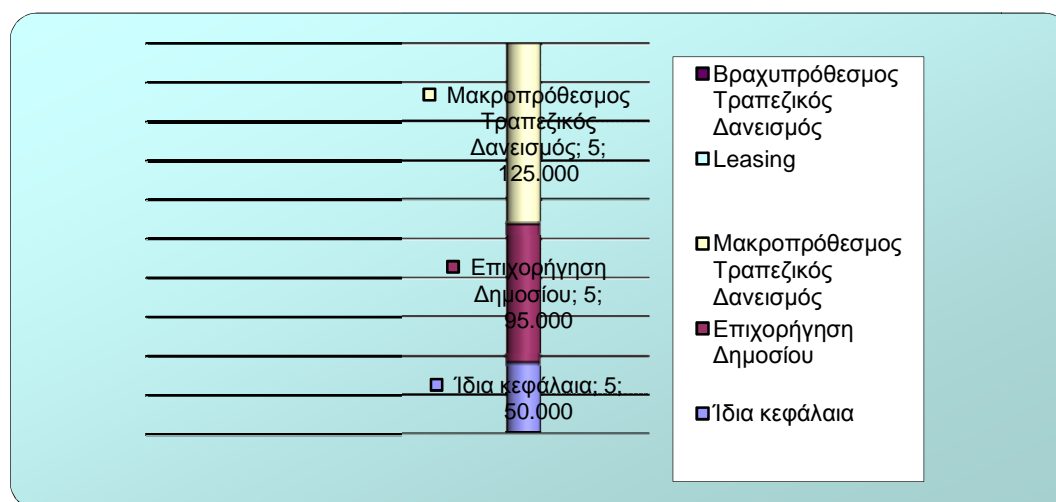 Μακροπρόθεσμος
Τραπεζικός
Δανεισμός; 5;
125.000
Επιχορήγηση
Δημοσίου; 5;
95.000
Ίδια κεφάλαια; 5;
50.000
Βραχυπρόθεσμος
Τραπεζικός
Δανεισμός
Leasing
Μακροπρόθεσμος
Τραπεζικός
Δανεισμός
Επιχορήγηση
Δημοσίου
Ίδια κεφάλαια